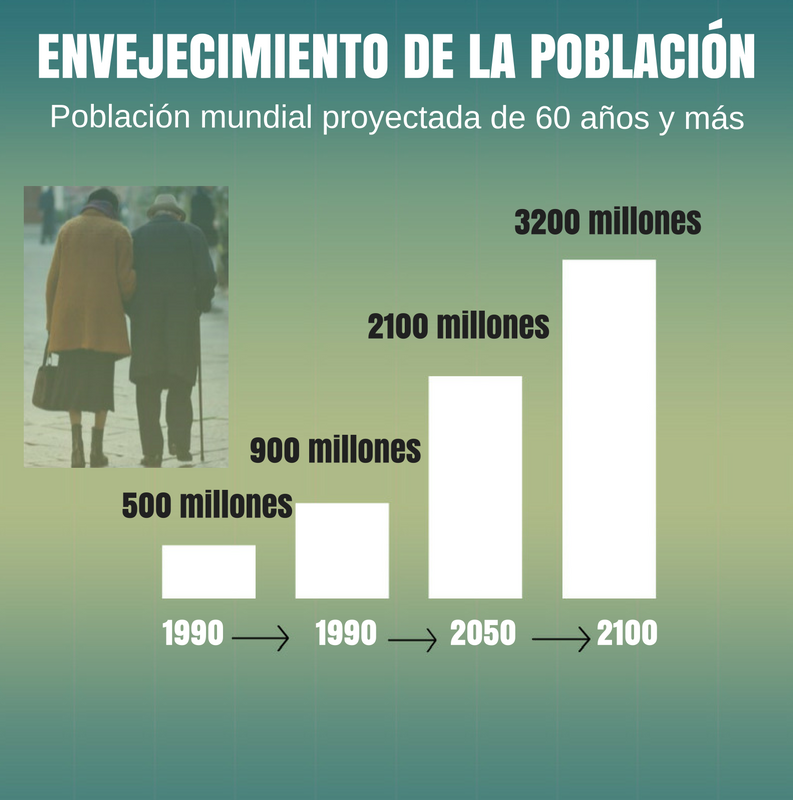 ENVEJECIMIENTO DE LA POBLACIÓN
Población mundial proyectada de 60 años y más
3200 millones
2100 millones
900 millones
500 millones
1990 1990 2050 2100